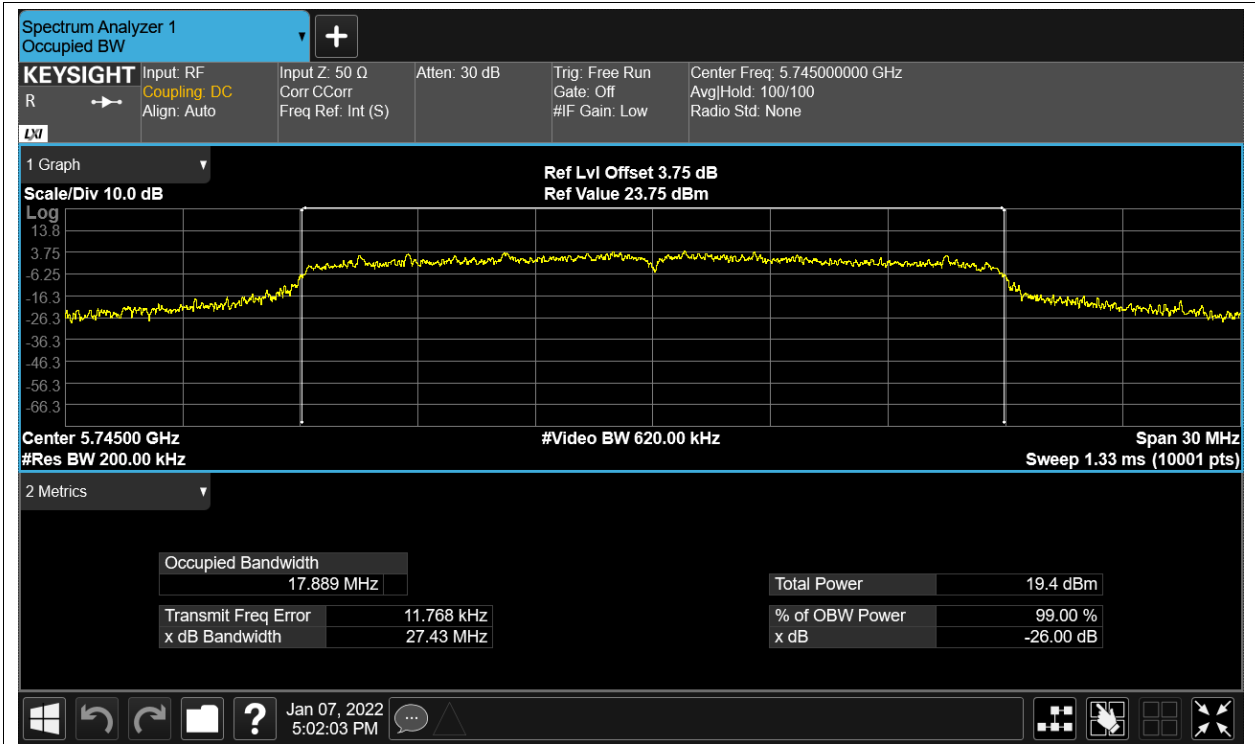 Spectrum Analyzer 1
Occupied BW
▼
+
KEYSIGHT
R
LXI
Input: RF
Coupling: DC
Align: Auto
Input Z: 50 Ω
Corr CCorr
Freq Ref: Int (S)
Atten: 30 dB
Trig: Free Run
Gate: Off
#IF Gain: Low
Center Freq: 5.745000000 GHz
Avg|Hold: 100/100
Radio Std: None
1 Graph ▼
Scale/Div 10.0 dB
Ref Lvl Offset 3.75 dB
Ref Value 23.75 dBm
Log
13.8
3.75
-6.25
-16.3
-26.3
-36.3
-46.3
-56.3
-66.3
Center 5.74500 GHz
#Res BW 200.00 kHz
#Video BW 620.00 kHz
Span 30 MHz
Sweep 1.33 ms (10001 pts)
2 Metrics ▼
Occupied Bandwidth
17.889 MHz
Transmit Freq Error 11.768 kHz
x dB Bandwidth 27.43 MHz
Total Power 19.4 dBm
% of OBW Power 99.00 %
x dB -26.00 dB
?
Jan 07, 2022
5:02:03 PM